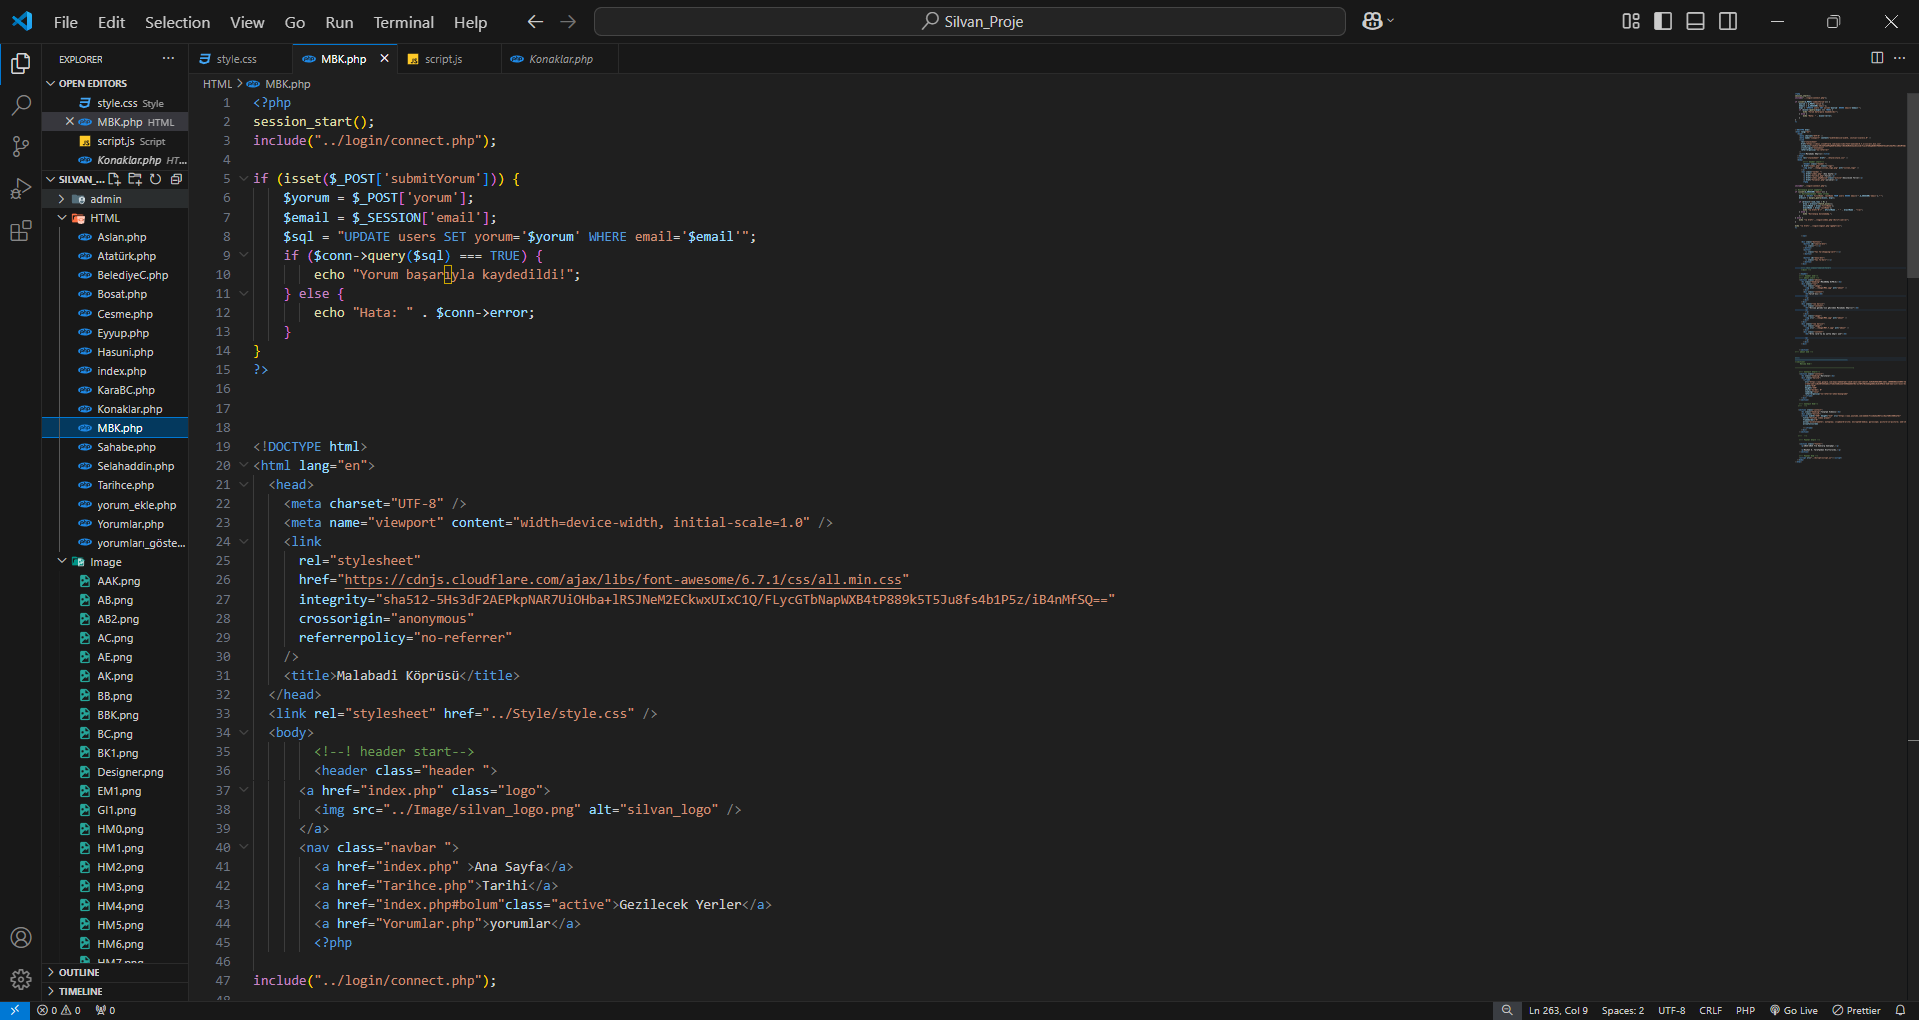 File Edit Selection View Go Run Terminal Help
Silvan_Proje
EXPLORER
style.css
MBK.php
script.js
Konaklar.php
OPEN EDITORS
style.css Style
MBK.php HTML
script.js Script
Konaklar.php HT...
SILVAN_...
admin
HTML
Aslan.php
Atatürk.php
BelediyeC.php
Bosat.php
Cesme.php
Eyyup.php
Hasuni.php
index.php
KaraBC.php
Konaklar.php
MBK.php
Sahabe.php
Selahaddin.php
Tarihce.php
yorum_ekle.php
Yorumlar.php
yorumları_göste...
Image
AAK.png
AB.png
AB2.png
AC.png
AE.png
AK.png
BB.png
BBK.png
BC.png
BK1.png
Designer.png
EM1.png
GI1.png
HM0.png
HM1.png
HM2.png
HM3.png
HM4.png
HM5.png
HM6.png
HM7.png
OUTLINE
TIMELINE
HTML > MBK.php
1 <?php
2 session_start();
3 include("../login/connect.php");
4
5 if (isset($_POST['submitYorum'])) {
6 $yorum = $_POST['yorum'];
7 $email = $_SESSION['email'];
8 $sql = "UPDATE users SET yorum='$yorum' WHERE email='$email'";
9 if ($conn->query($sql) === TRUE) {
10 echo "Yorum başarıyla kaydedildi!";
11 } else {
12 echo "Hata: " . $conn->error;
13 }
14 }
15 ?>
16
17
18
19 <!DOCTYPE html>
20 <html lang="en">
21 <head>
22 <meta charset="UTF-8" />
23 <meta name="viewport" content="width=device-width, initial-scale=1.0" />
24 <link
25 rel="stylesheet"
26 href="https://cdnjs.cloudflare.com/ajax/libs/font-awesome/6.7.1/css/all.min.css"
27 integrity="sha512-5Hs3dF2AEPkpNAR7UiOHba+lRSJNeM2ECkwxUIxC1Q/FLycGTbNapWXB4tP889k5T5Ju8fs4b1P5z/iB4nMfSQ=="
28 crossorigin="anonymous"
29 referrerpolicy="no-referrer"
30 />
31 <title>Malabadi Köprüsü</title>
32 </head>
33 <link rel="stylesheet" href="../Style/style.css" />
34 <body>
35 <!--! header start-->
36 <header class="header ">
37 <a href="index.php" class="logo">
38 <img src="../Image/silvan_logo.png" alt="silvan_logo" />
39 </a>
40 <nav class="navbar ">
41 <a href="index.php" >Ana Sayfa</a>
42 <a href="Tarihce.php">Tarihi</a>
43 <a href="index.php#bolum"class="active">Gezilecek Yerler</a>
44 <a href="Yorumlar.php">yorumlar</a>
45 <?php
46
47 include("../login/connect.php");
48
0 0 0 Ln 263, Col 9 Spaces: 2 UTF-8 CRLF PHP Go Live Prettier